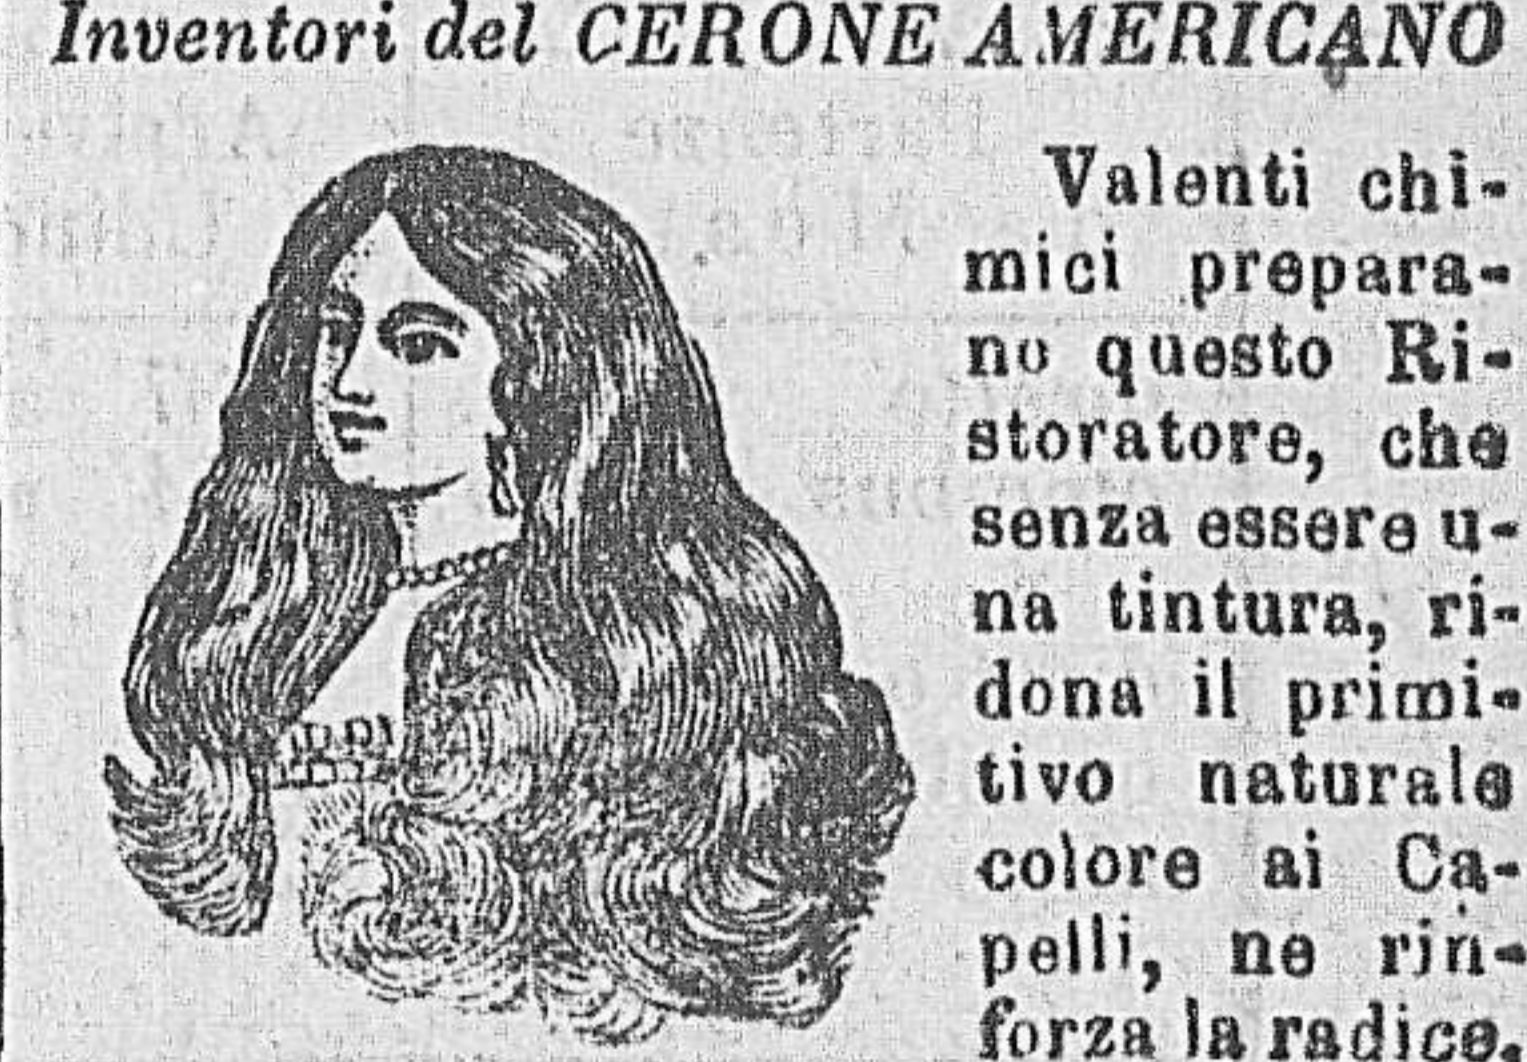 Inventori del CERONE AMERICANO
Valenti chi-
mici prepara-
no questo Ri-
storatore, che
senza essere u-
na tintura, ri-
dona il primi-
tivo naturale
colore ai Ca-
pelli, ne rin-
forza la radice.